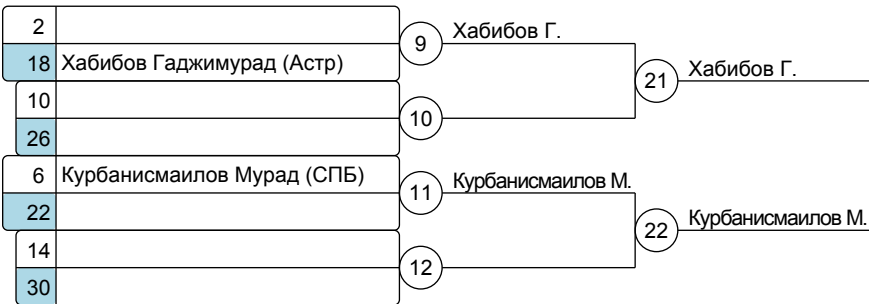 2
9 Хабибов Г.
18 Хабибов Гаджимурад (Астр)
21 Хабибов Г.
10
10
26
6 Курбанисмаилов Мурад (СПБ)
11 Курбанисмаилов М.
22
22 Курбанисмаилов М.
14
12
30